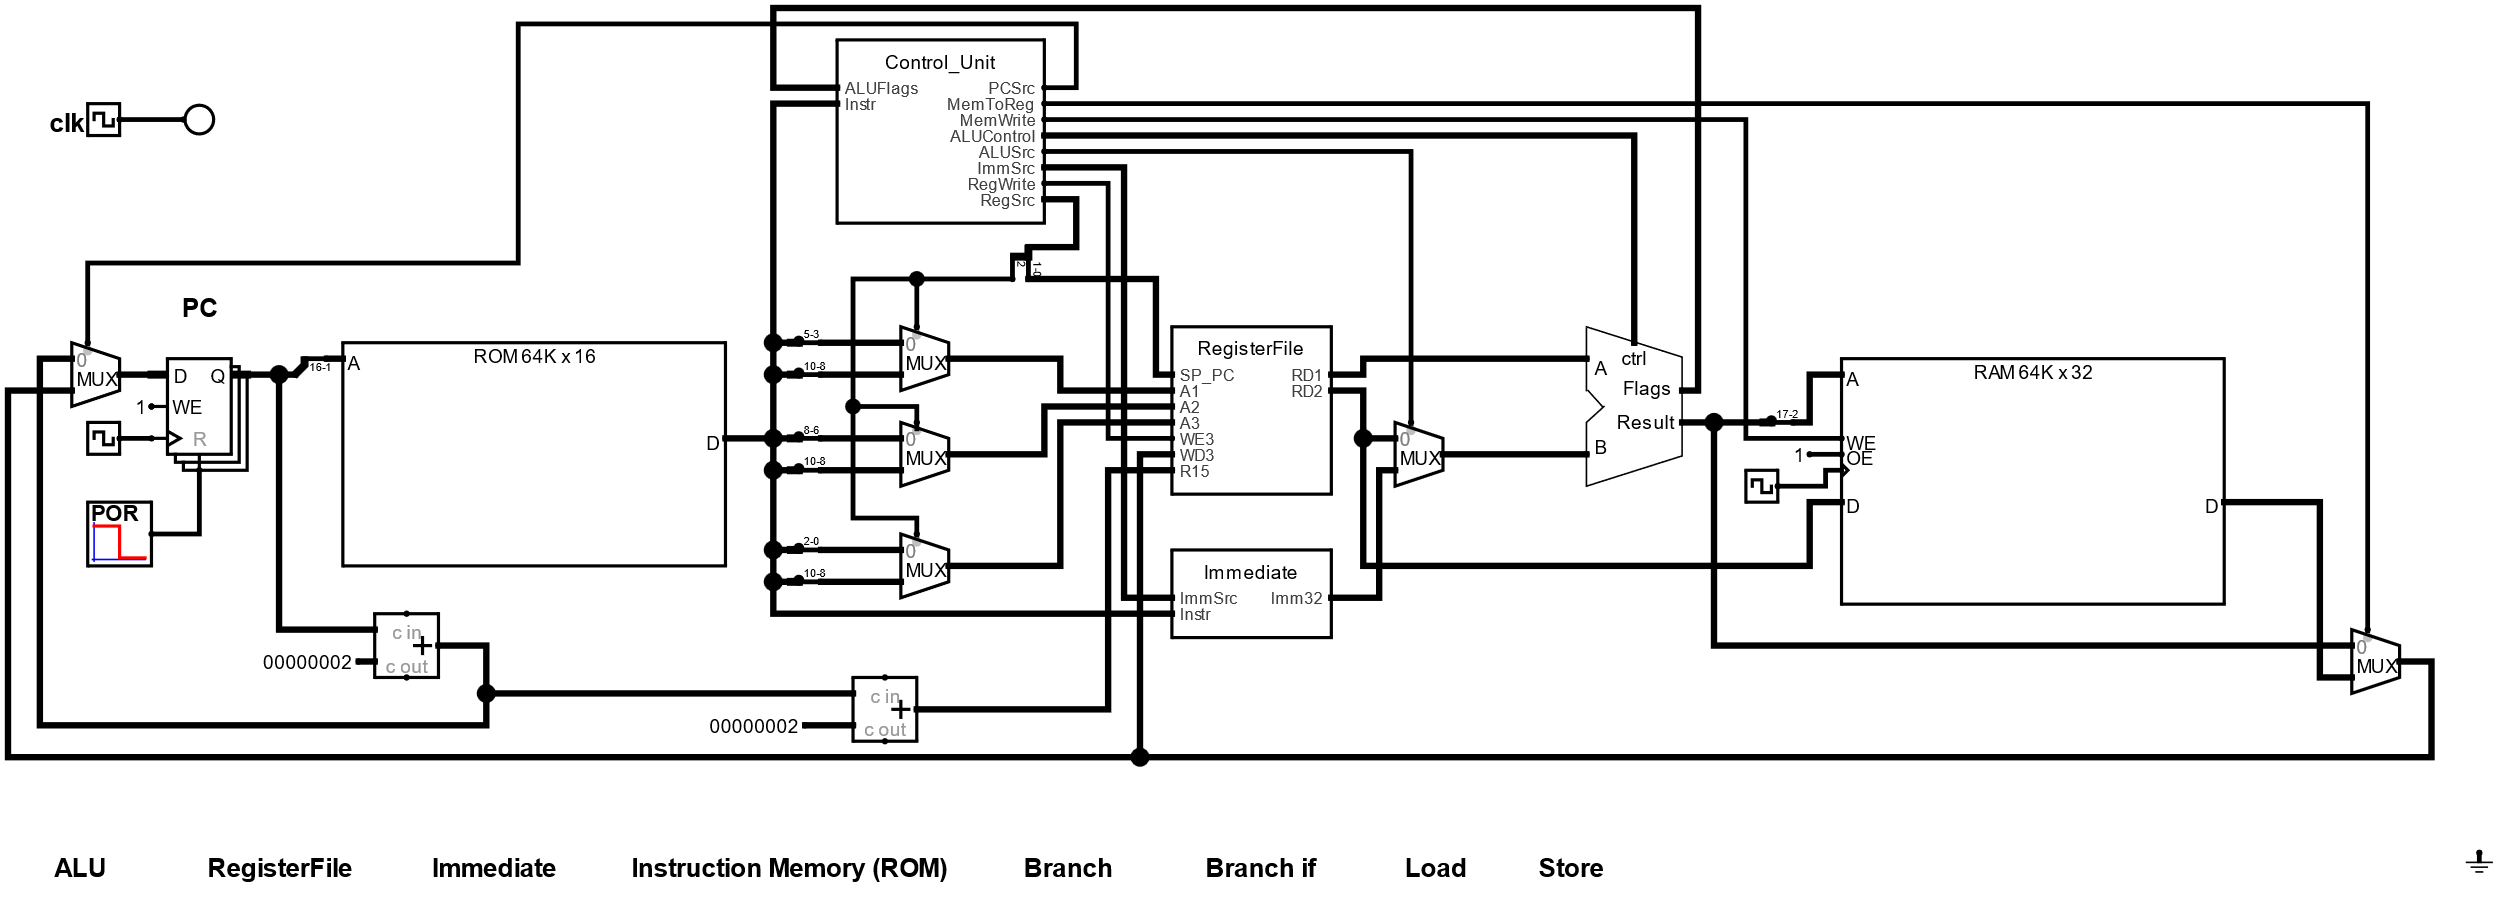 Control_Unit
ALUFlags
Instr
PCSrc
MemToReg
MemWrite
ALUControl
ALUSrc
ImmSrc
RegWrite
RegSrc
clk
2
PC
0
MUX
D
Q
1
WE
R
POR
16-1
A
ROM 64K x 16
D
5-3
10-8
0
MUX
8-6
10-8
0
MUX
2-0
10-8
0
MUX
RegisterFile
SP_PC
A1
A2
A3
WE3
WD3
R15
RD1
RD2
Immediate
ImmSrc
Instr
Imm32
0
MUX
ctrl
A
Flags
Result
B
17-2
A
RAM 64K x 32
WE
1
OE
D
D
0
MUX
c in
+
00000002
c out
c in
+
00000002
c out
ALU
RegisterFile
Immediate
Instruction Memory (ROM)
Branch
Branch if
Load
Store